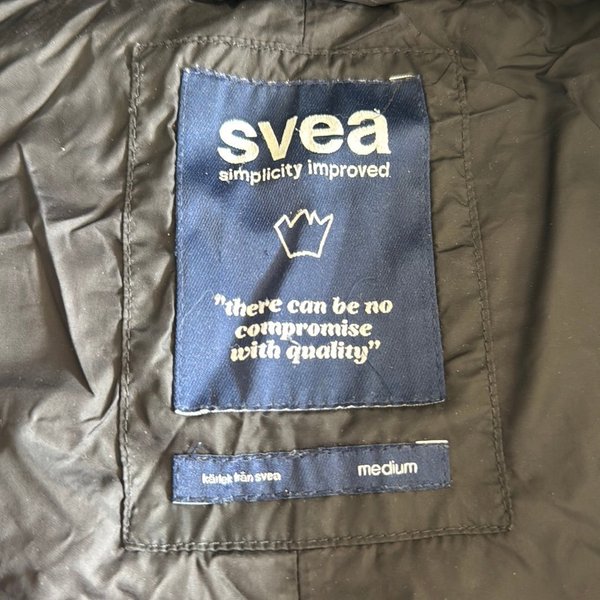 svea
simplicity improved
"there can be no
compromise
with quality"
kärlek från svea
medium